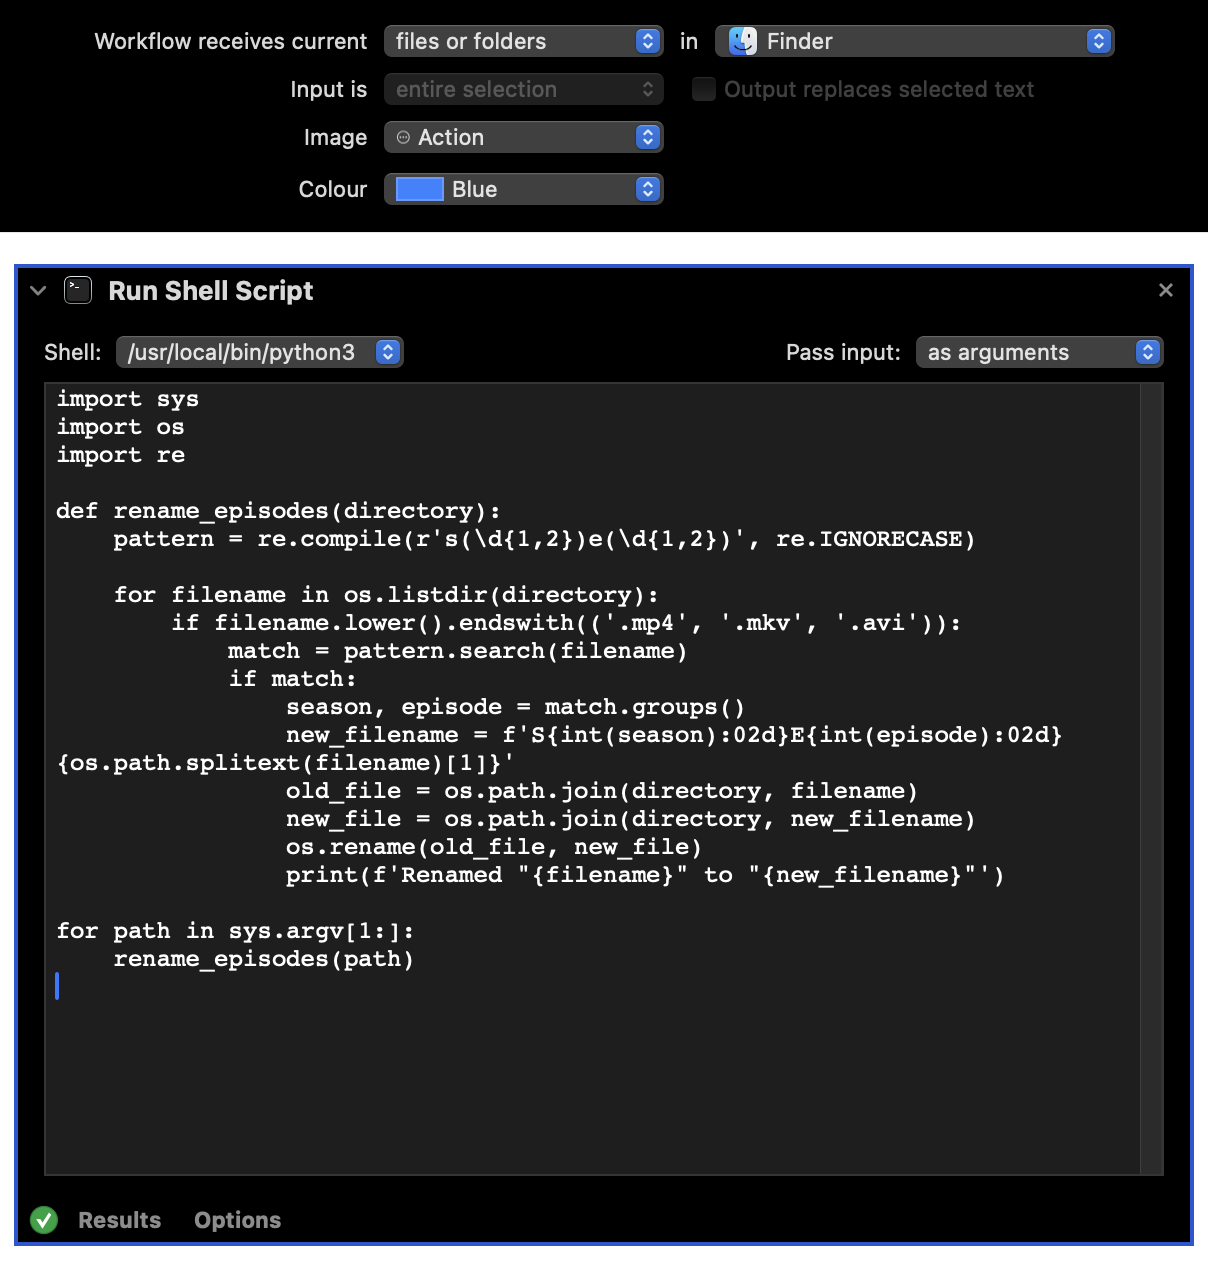 Workflow receives current files or folders in Finder
Input is entire selection Output replaces selected text
Image Action
Colour Blue
Run Shell Script
Shell: /usr/local/bin/python3 Pass input: as arguments
import sys
import os
import re
def rename_episodes(directory):
    pattern = re.compile(r's(\d{1,2})e(\d{1,2})', re.IGNORECASE)
    for filename in os.listdir(directory):
        if filename.lower().endswith(('.mp4', '.mkv', '.avi')):
            match = pattern.search(filename)
            if match:
                season, episode = match.groups()
                new_filename = f'S{int(season):02d}E{int(episode):02d}
{os.path.splitext(filename)[1]}'
                old_file = os.path.join(directory, filename)
                new_file = os.path.join(directory, new_filename)
                os.rename(old_file, new_file)
                print(f'Renamed "{filename}" to "{new_filename}"')
for path in sys.argv[1:]:
    rename_episodes(path)
Results Options